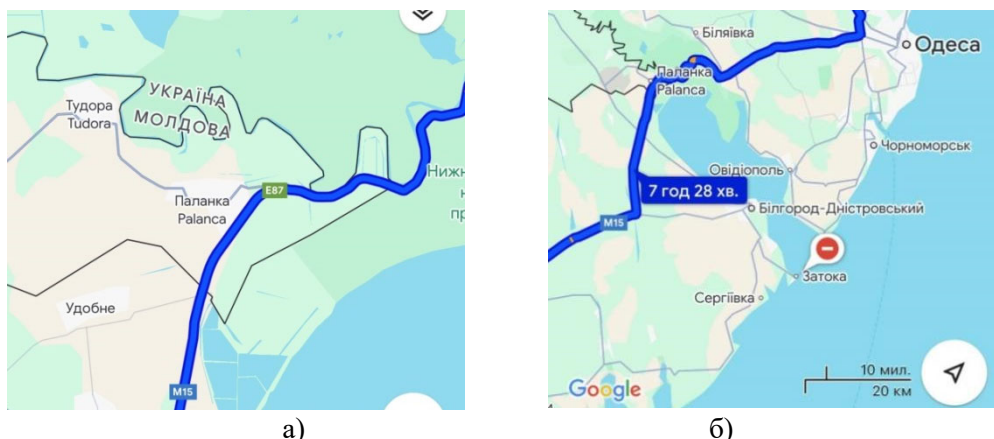 УКРАЇНА
МОЛДОВА
Тудора
Tudora
Паланка
Palanca
E87
Удобне
M15
а)
Біляївка
Одеса
Паланка
Palanca
Чорноморськ
Овідіополь
7 год 28 хв.
Білгород-Дністровський
M15
Затока
Сергіївка
Google
10 мил.
20 км
б)